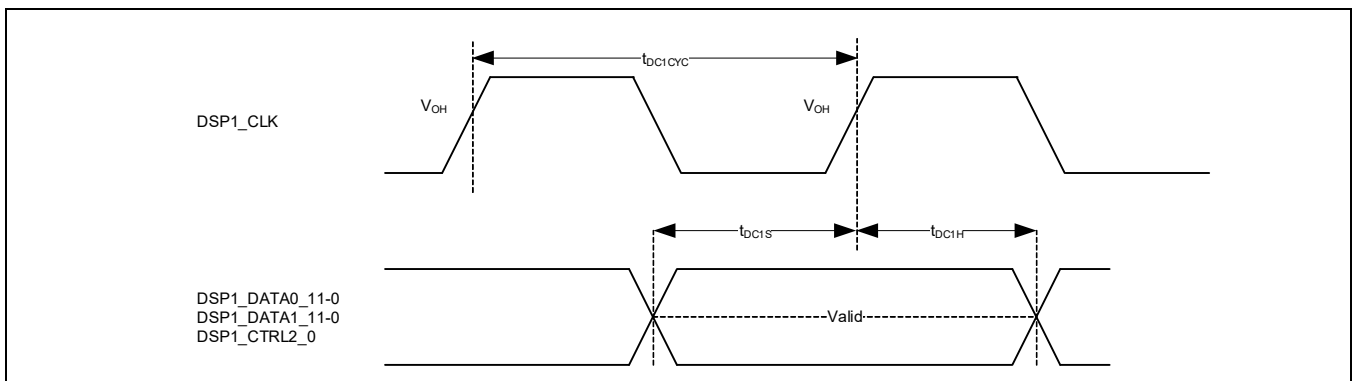 tDC1CYC
VOH
VOH
DSP1_CLK
tDC1S
tDC1H
DSP1_DATA0_11-0
DSP1_DATA1_11-0
DSP1_CTRL2_0
Valid